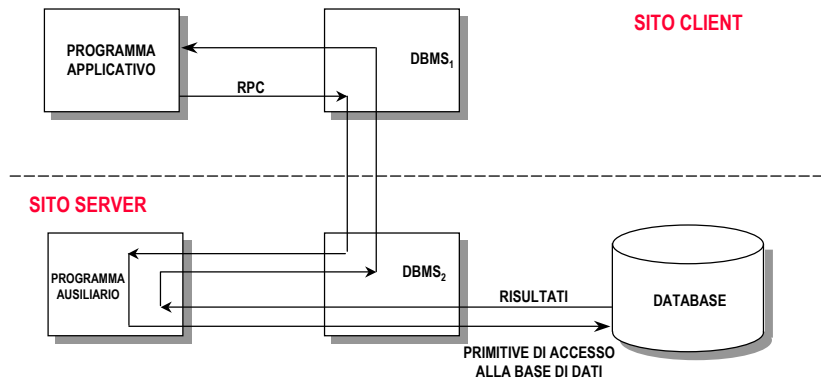 SITO CLIENT
PROGRAMMA
APPLICATIVO
DBMS1
RPC
SITO SERVER
PROGRAMMA
AUSILIARIO
DBMS2
RISULTATI
DATABASE
PRIMITIVE DI ACCESSO
ALLA BASE DI DATI